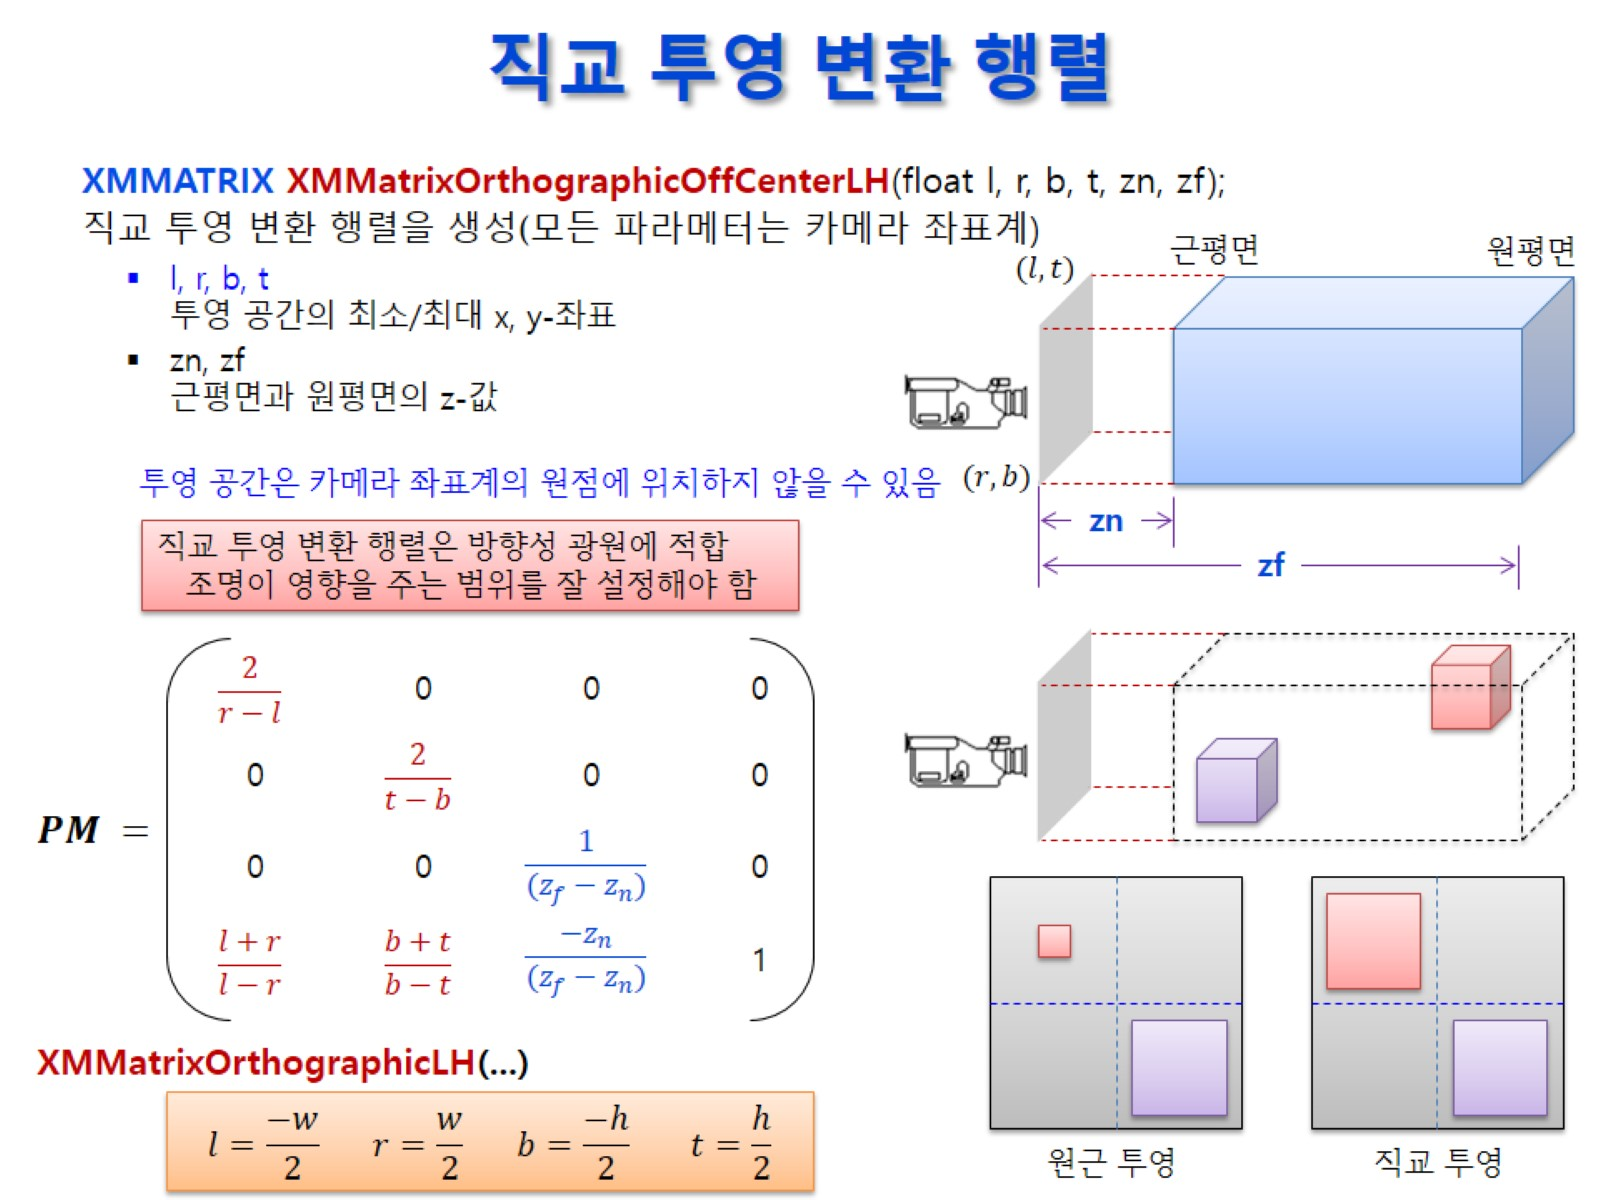 직교 투영 변환 행렬
XMMATRIX XMMatrixOrthographicOffCenterLH(float l, r, b, t, zn, zf);
직교 투영 변환 행렬을 생성(모든 파라메터는 카메라 좌표계)
▪ l, r, b, t
투영 공간의 최소/최대 x, y-좌표
▪ zn, zf
근평면과 원평면의 z-값
투영 공간은 카메라 좌표계의 원점에 위치하지 않을 수 있음
직교 투영 변환 행렬은 방향성 광원에 적합
조명이 영향을 주는 범위를 잘 설정해야 함
근평면
원평면
(l, t)
(r, b)
zn
zf
PM =
2/(r − l) 0 0 0
0 2/(t − b) 0 0
0 0 1/(z_f − z_n) 0
(l + r)/(l − r) (b + t)/(b − t) −z_n/(z_f − z_n) 1
XMMatrixOrthographicLH(...)
l = −w/2 r = w/2 b = −h/2 t = h/2
원근 투영
직교 투영